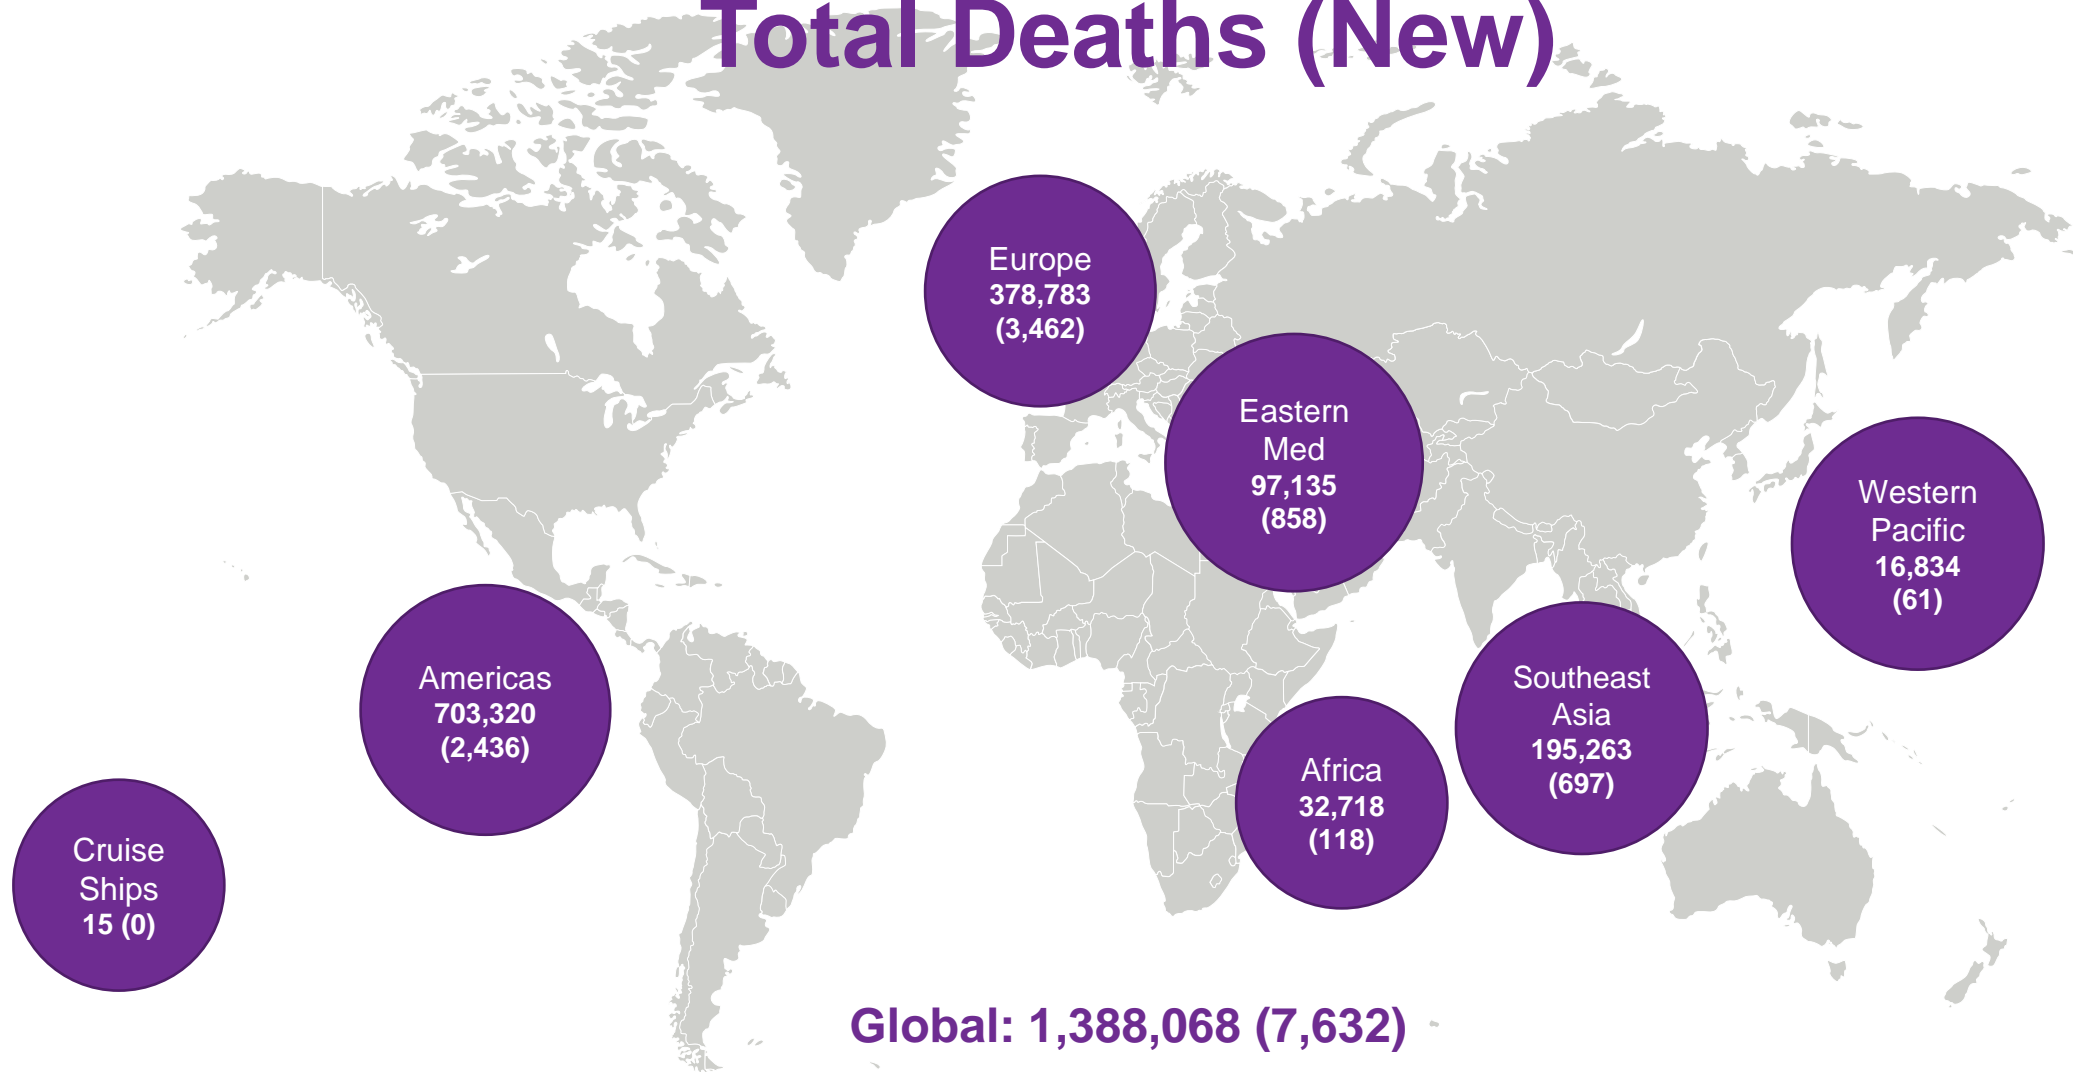 Total Deaths (New)
Europe
378,783
(3,462)
Eastern
Med
97,135
(858)
Western
Pacific
16,834
(61)
Americas
703,320
(2,436)
Southeast
Asia
195,263
(697)
Africa
32,718
(118)
Cruise
Ships
15 (0)
Global: 1,388,068 (7,632)